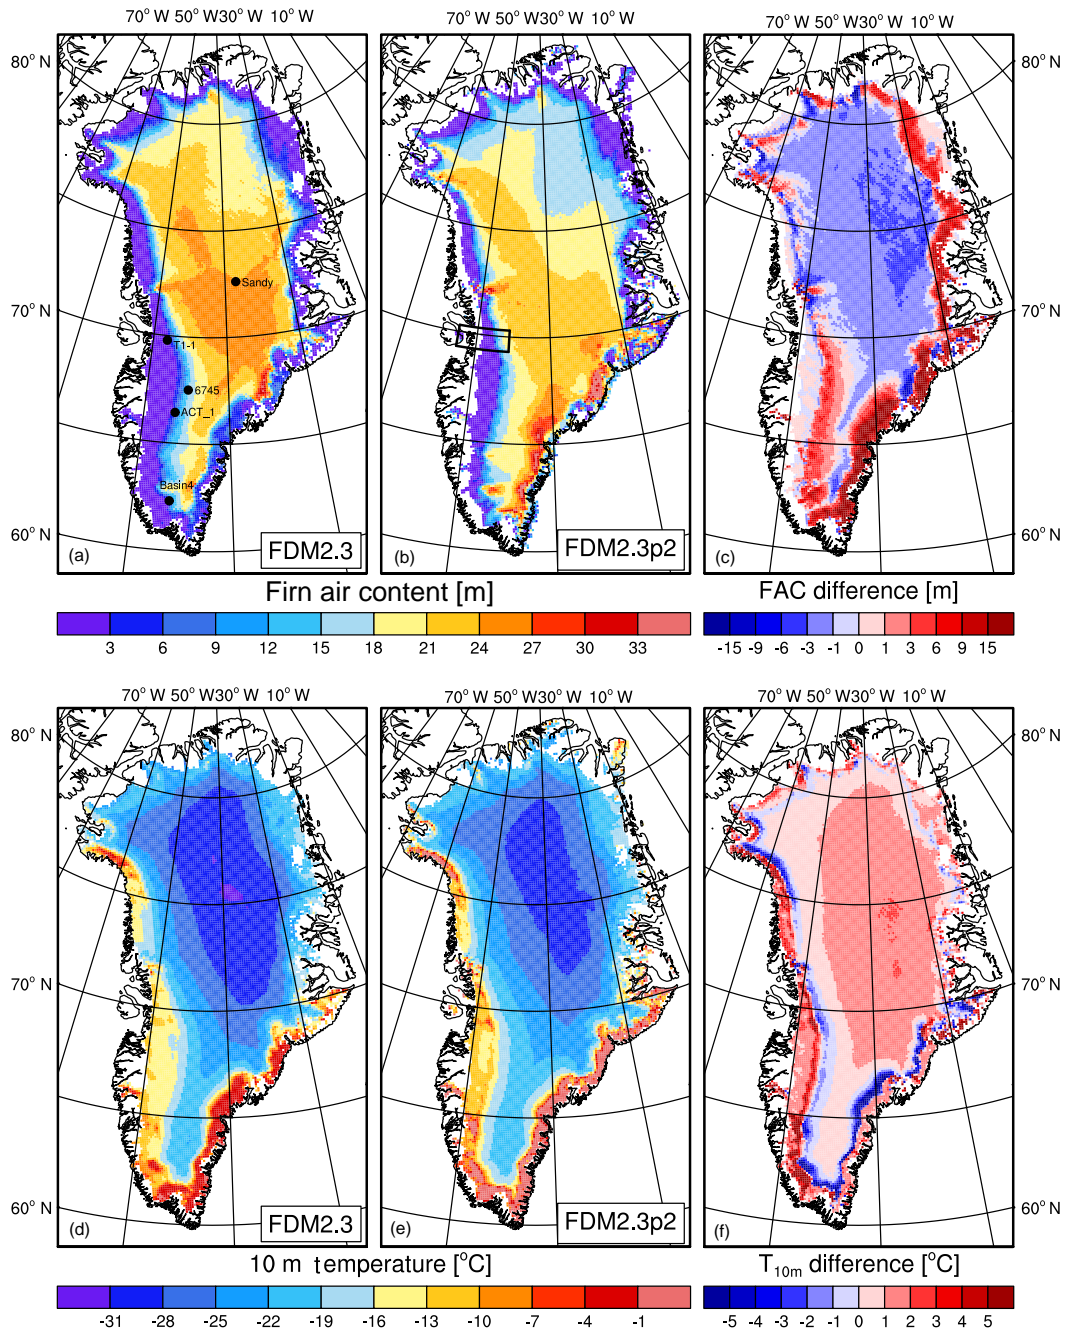 70° W 50° W30° W 10° W
70° W 50° W30° W 10° W
70° W 50° W30° W 10° W
80° N
80° N
70° N
70° N
60° N
60° N
Sandy
T1-1
6745
ACT_1
Basin4
(a)
FDM2.3
(b)
FDM2.3p2
(c)
Firn air content [m]
FAC difference [m]
3 6 9 12 15 18 21 24 27 30 33
-15 -9 -6 -3 -1 0 1 3 6 9 15
70° W 50° W30° W 10° W
70° W 50° W30° W 10° W
70° W 50° W30° W 10° W
80° N
80° N
70° N
70° N
60° N
60° N
(d)
FDM2.3
(e)
FDM2.3p2
(f)
10 m temperature [°C]
T10m difference [°C]
-31 -25 -22 -19 -16 -13 -10 -7 -4 -1
-5 -4 -3 -2 -1 0 1 2 3 4 5